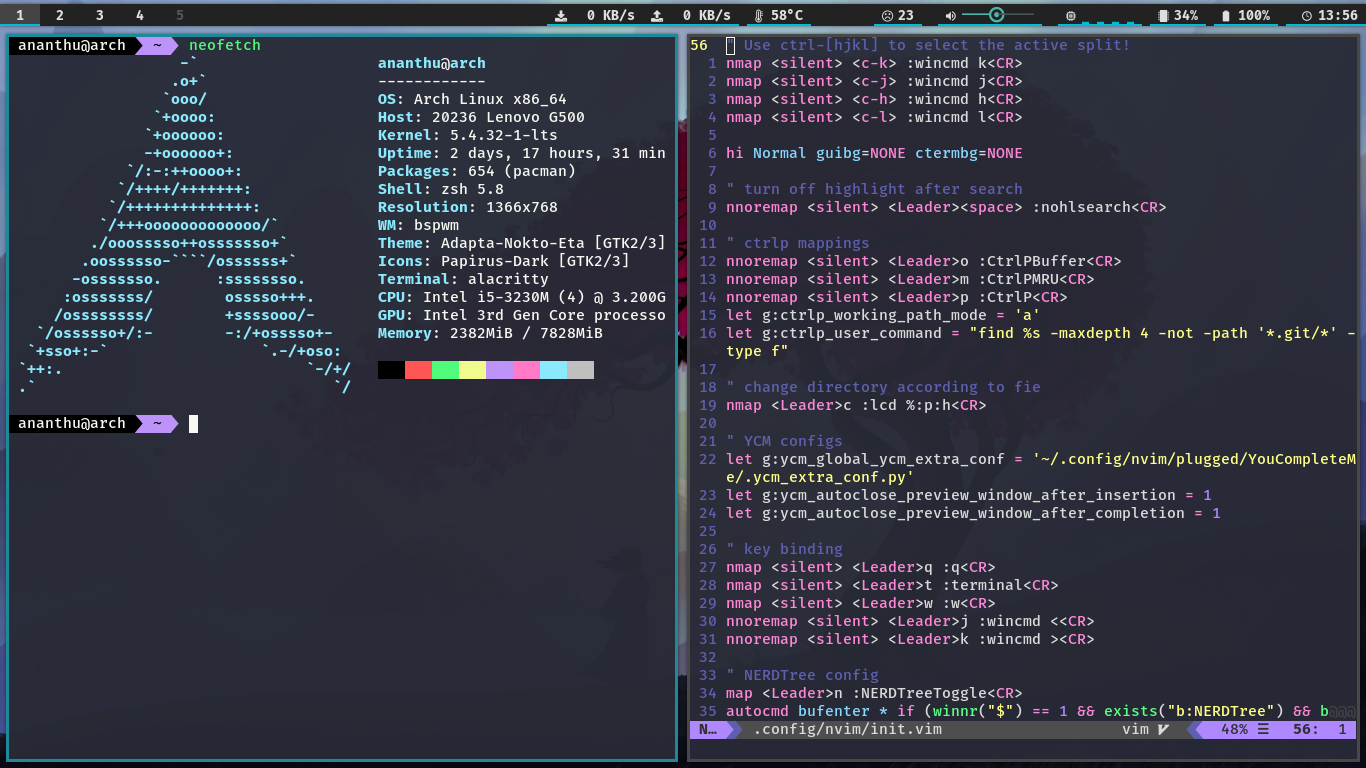 1 2 3 4 5 0 KB/s 0 KB/s 58°C 23 34% 100% 13:56
ananthu@arch ~ neofetch
-`
.o+`
`ooo/
`+oooo:
`+oooooo:
-+oooooo+:
`/:-:++oooo+:
`/++++/+++++++:
`/++++++++++++++:
`/+++ooooooooooooo/`
./ooosssso++osssssso+`
.oossssso-````/ossssss+`
-osssssso. :ssssssso.
:osssssss/ osssso+++.
/ossssssss/ +ssssooo/-
`/ossssso+/:- -:/+osssso+-
`+sso+:-` `.-/+oso:
`++:. `-/+/
.` `/
ananthu@arch
------------
OS: Arch Linux x86_64
Host: 20236 Lenovo G500
Kernel: 5.4.32-1-lts
Uptime: 2 days, 17 hours, 31 min
Packages: 654 (pacman)
Shell: zsh 5.8
Resolution: 1366x768
WM: bspwm
Theme: Adapta-Nokto-Eta [GTK2/3]
Icons: Papirus-Dark [GTK2/3]
Terminal: alacritty
CPU: Intel i5-3230M (4) @ 3.200G
GPU: Intel 3rd Gen Core processo
Memory: 2382MiB / 7828MiB
ananthu@arch ~
56 " Use ctrl-[hjkl] to select the active split!
1 nmap <silent> <c-k> :wincmd k<CR>
2 nmap <silent> <c-j> :wincmd j<CR>
3 nmap <silent> <c-h> :wincmd h<CR>
4 nmap <silent> <c-l> :wincmd l<CR>
5
6 hi Normal guibg=NONE ctermbg=NONE
7
8 " turn off highlight after search
9 nnoremap <silent> <Leader><space> :nohlsearch<CR>
10
11 " ctrlp mappings
12 nnoremap <silent> <Leader>o :CtrlPBuffer<CR>
13 nnoremap <silent> <Leader>m :CtrlPMRU<CR>
14 nnoremap <silent> <Leader>p :CtrlP<CR>
15 let g:ctrlp_working_path_mode = 'a'
16 let g:ctrlp_user_command = "find %s -maxdepth 4 -not -path '*.git/*' -
type f"
17
18 " change directory according to fie
19 nmap <Leader>c :lcd %:p:h<CR>
20
21 " YCM configs
22 let g:ycm_global_ycm_extra_conf = '~/.config/nvim/plugged/YouCompleteM
e/.ycm_extra_conf.py'
23 let g:ycm_autoclose_preview_window_after_insertion = 1
24 let g:ycm_autoclose_preview_window_after_completion = 1
25
26 " key binding
27 nmap <silent> <Leader>q :q<CR>
28 nmap <silent> <Leader>t :terminal<CR>
29 nmap <silent> <Leader>w :w<CR>
30 nnoremap <silent> <Leader>j :wincmd <<CR>
31 nnoremap <silent> <Leader>k :wincmd ><CR>
32
33 " NERDTree config
34 map <Leader>n :NERDTreeToggle<CR>
35 autocmd bufenter * if (winnr("$") == 1 && exists("b:NERDTree") && b@@@
N… .config/nvim/init.vim vim 48% ☰ 56: 1